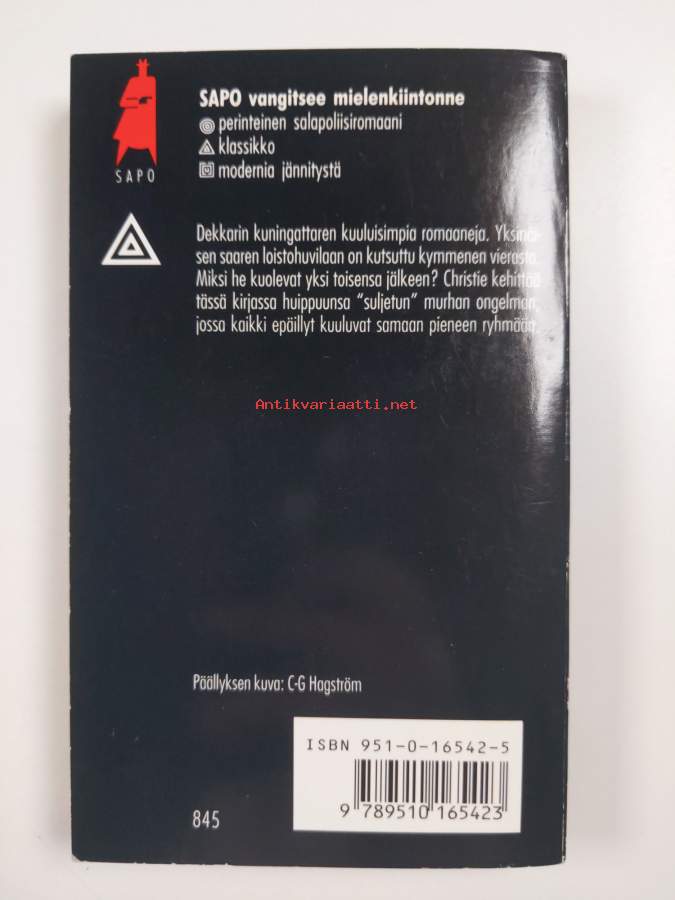 SAPO
SAPO vangitsee mielenkiintonne
perinteinen salapoliisiromaani
klassikko
modernia jännitystä
Dekkarin kuningattaren kuuluisimpia romaaneja. Yksinäi-
sen saaren loistohuvilaan on kutsuttu kymmenen vierasta.
Miksi he kuolevat yksi toisensa jälkeen? Christie kehittää
tässä kirjassa huippuunsa "suljetun" murhan ongelman,
jossa kaikki epäillyt kuuluvat samaan pieneen ryhmään.
Antikvariaatti.net
Päällyksen kuva: C-G Hagström
ISBN 951-0-16542-5
9 789510 165423
845